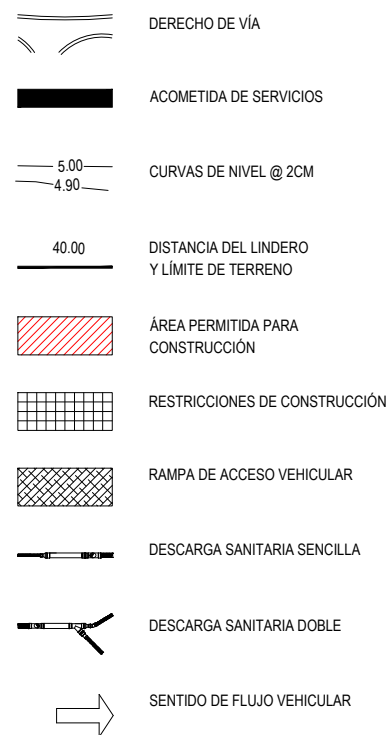 DERECHO DE VÍA
ACOMETIDA DE SERVICIOS
5.00
4.90
CURVAS DE NIVEL @ 2CM
40.00
DISTANCIA DEL LINDERO
Y LÍMITE DE TERRENO
ÁREA PERMITIDA PARA
CONSTRUCCIÓN
RESTRICCIONES DE CONSTRUCCIÓN
RAMPA DE ACCESO VEHICULAR
DESCARGA SANITARIA SENCILLA
DESCARGA SANITARIA DOBLE
SENTIDO DE FLUJO VEHICULAR